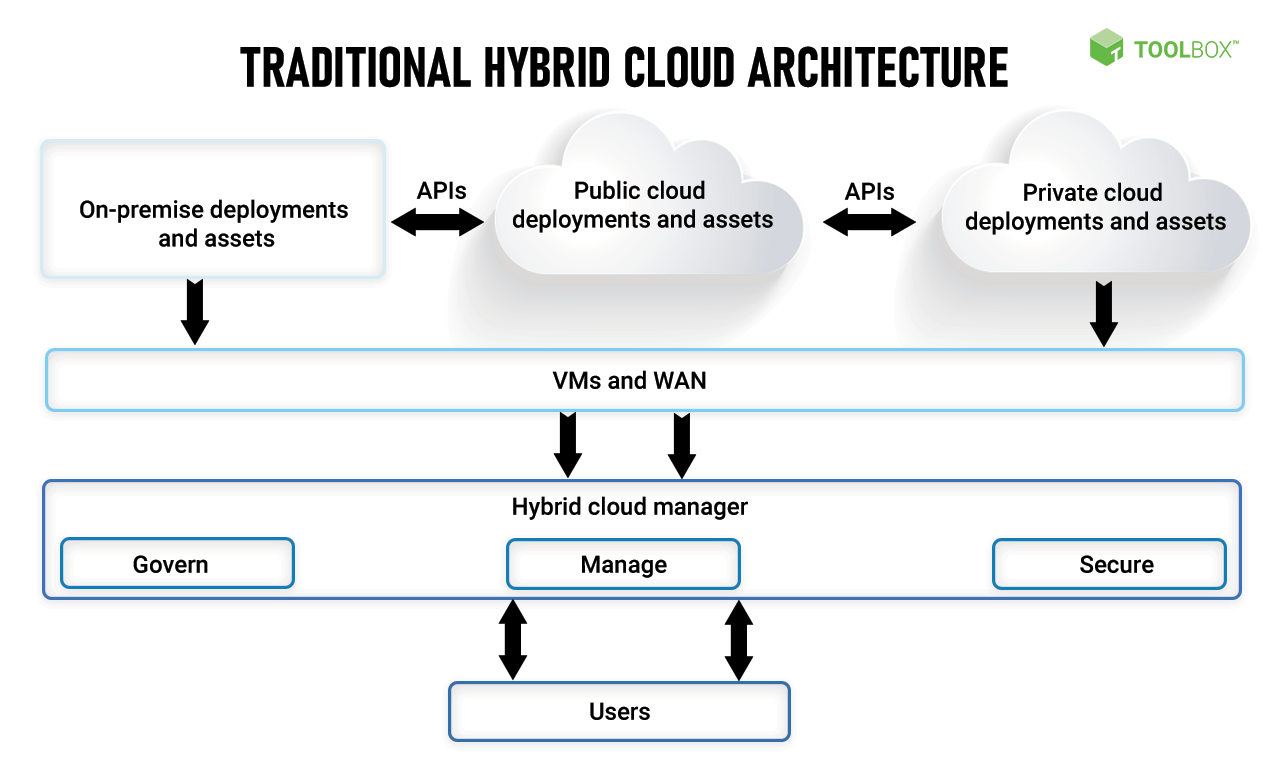 TRADITIONAL HYBRID CLOUD ARCHITECTURE
T TOOLBOX™
On-premise deployments
and assets
APIs
Public cloud
deployments and assets
APIs
Private cloud
deployments and assets
VMs and WAN
Hybrid cloud manager
Govern
Manage
Secure
Users